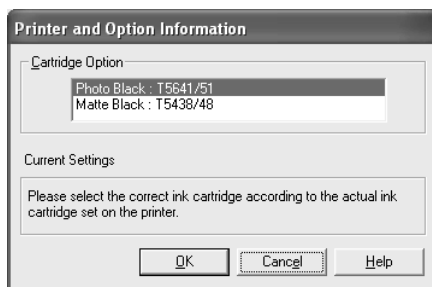 Printer and Option Information
Cartridge Option
Photo Black : T5641/51
Matte Black : T5438/48
Current Settings
Please select the correct ink cartridge according to the actual ink
cartridge set on the printer.
OK Cancel Help